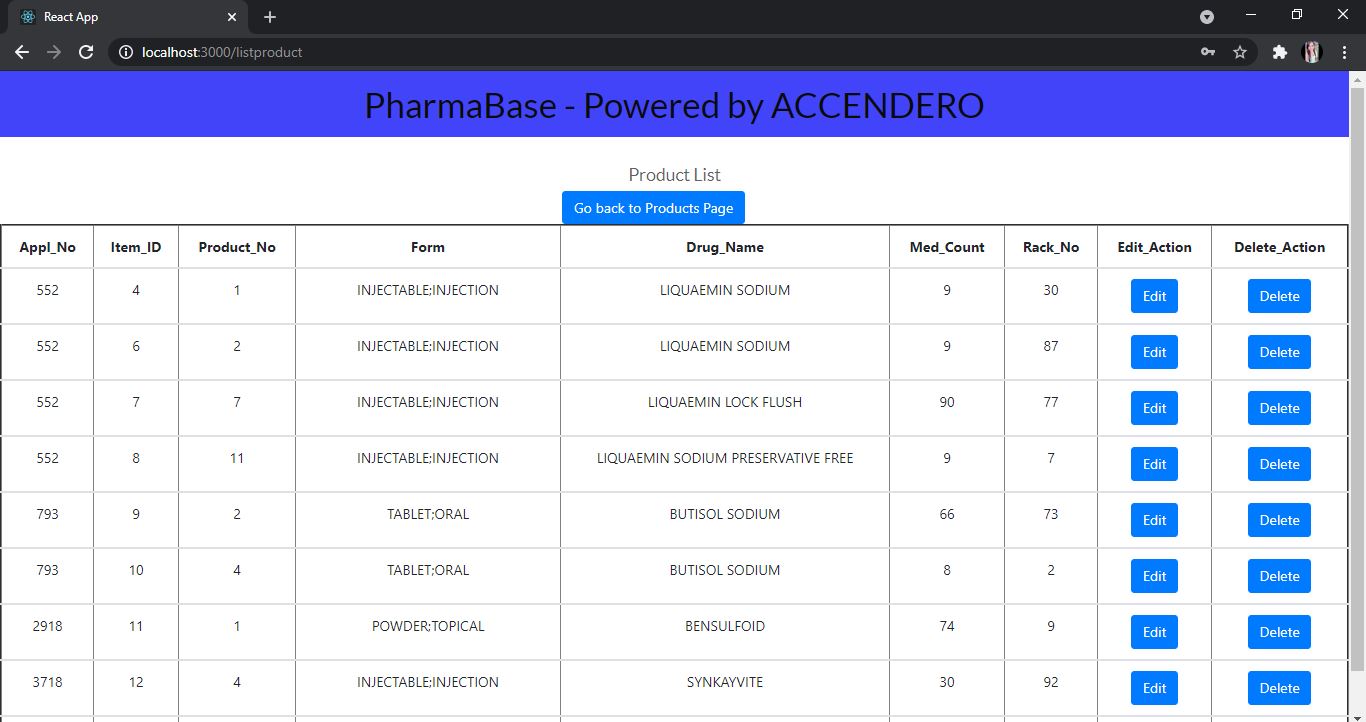 React App
localhost:3000/listproduct
PharmaBase - Powered by ACCENDERO
Product List
Go back to Products Page
Appl_No Item_ID Product_No Form Drug_Name Med_Count Rack_No Edit_Action Delete_Action
552 4 1 INJECTABLE;INJECTION LIQUAEMIN SODIUM 9 30 Edit Delete
552 6 2 INJECTABLE;INJECTION LIQUAEMIN SODIUM 9 87 Edit Delete
552 7 7 INJECTABLE;INJECTION LIQUAEMIN LOCK FLUSH 90 77 Edit Delete
552 8 11 INJECTABLE;INJECTION LIQUAEMIN SODIUM PRESERVATIVE FREE 9 7 Edit Delete
793 9 2 TABLET;ORAL BUTISOL SODIUM 66 73 Edit Delete
793 10 4 TABLET;ORAL BUTISOL SODIUM 8 2 Edit Delete
2918 11 1 POWDER;TOPICAL BENSULFOID 74 9 Edit Delete
3718 12 4 INJECTABLE;INJECTION SYNKAYVITE 30 92 Edit Delete